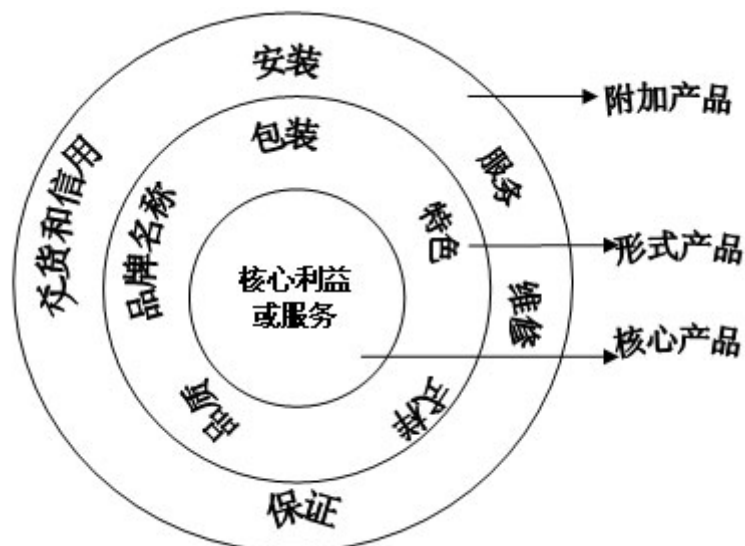 安装
附加产品
包装
服务
交货和信用
品牌名称
特色
形式产品
核心利益
或服务
维修
核心产品
品质
式样
保证